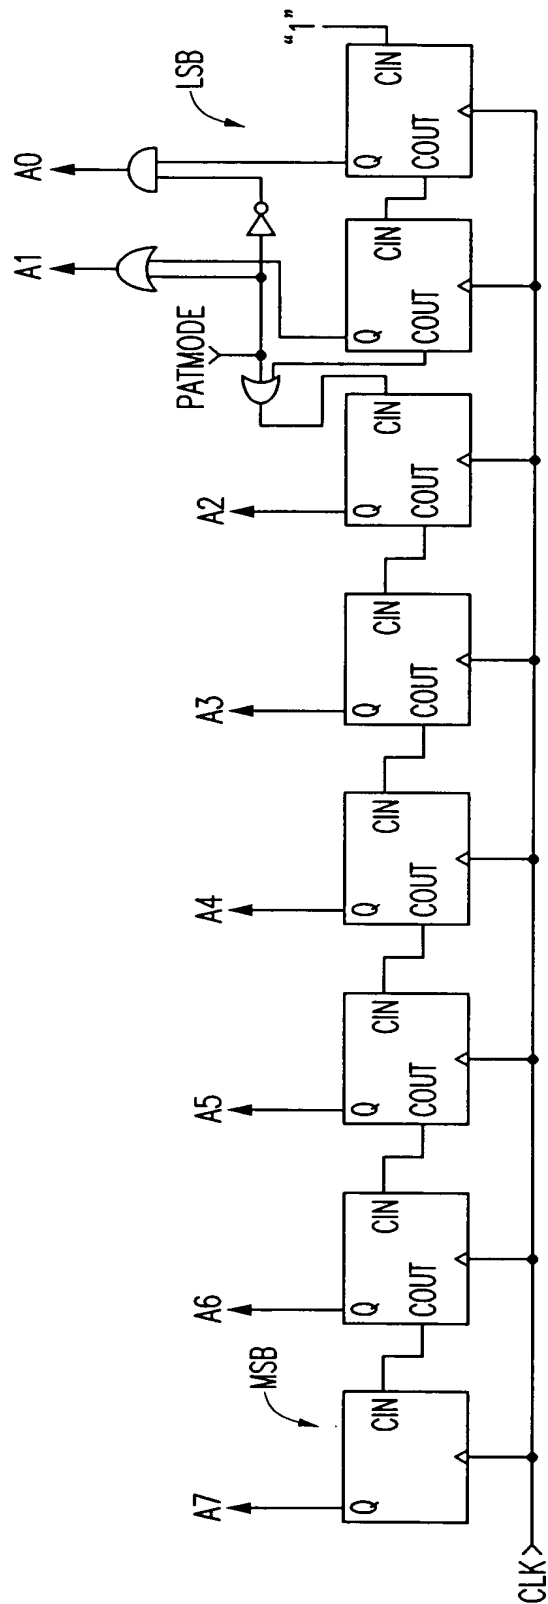 A1
A0
A7
A6
A5
A4
A3
A2
PATMODE
LSB
MSB
"1"
Q
CIN
Q
CIN
COUT
Q
CIN
COUT
Q
CIN
COUT
Q
CIN
COUT
Q
CIN
COUT
Q
CIN
COUT
Q
CIN
COUT
CLK